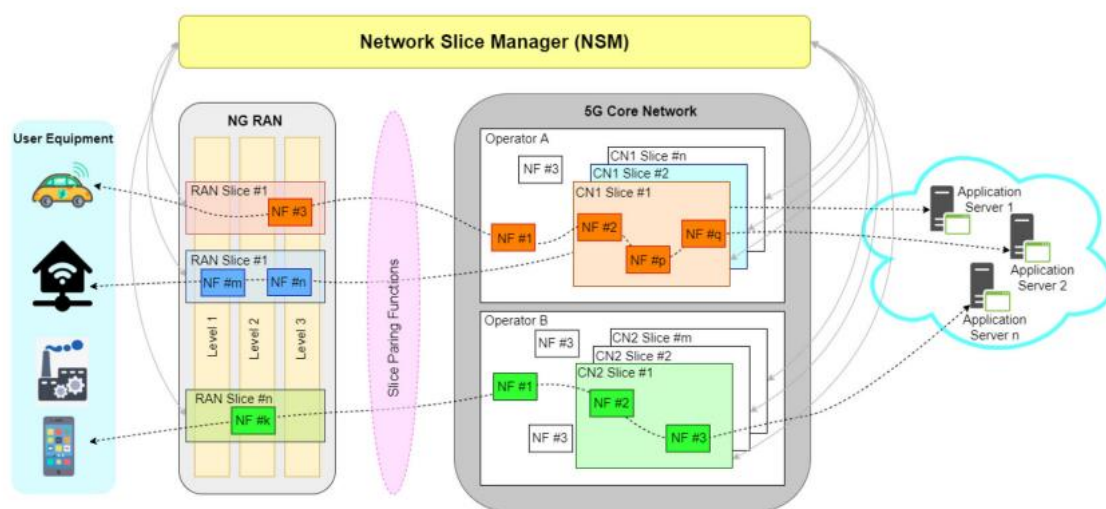 Network Slice Manager (NSM)
User Equipment
NG RAN
RAN Slice #1
NF #3
RAN Slice #1
NF #m
NF #n
Level 1
Level 2
Level 3
RAN Slice #n
NF #k
Slice Paring Functions
5G Core Network
Operator A
NF #3
CN1 Slice #n
CN1 Slice #2
CN1 Slice #1
NF #1
NF #2
NF #p
NF #q
Operator B
NF #3
CN2 Slice #m
CN2 Slice #2
CN2 Slice #1
NF #1
NF #2
NF #3
NF #3
Application
Server 1
Application
Server 2
Application
Server n